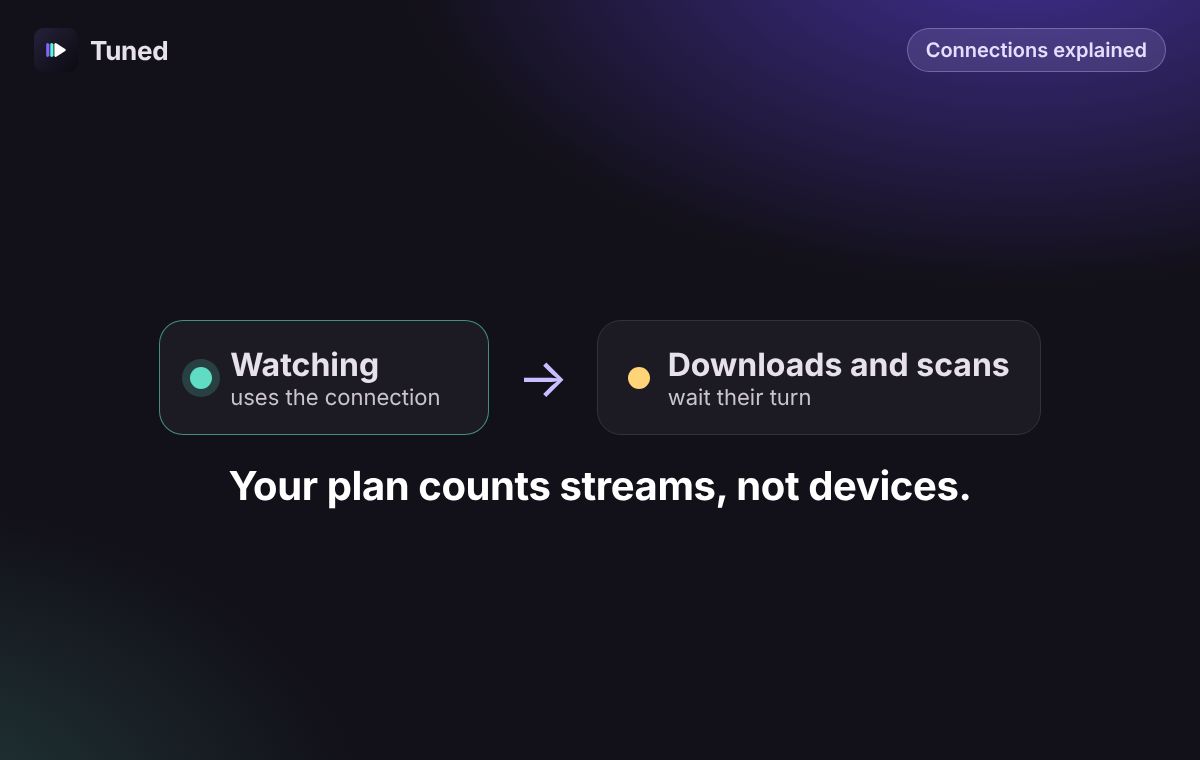 Tuned
Connections explained
Watching
uses the connection
Downloads and scans
wait their turn
Your plan counts streams, not devices.